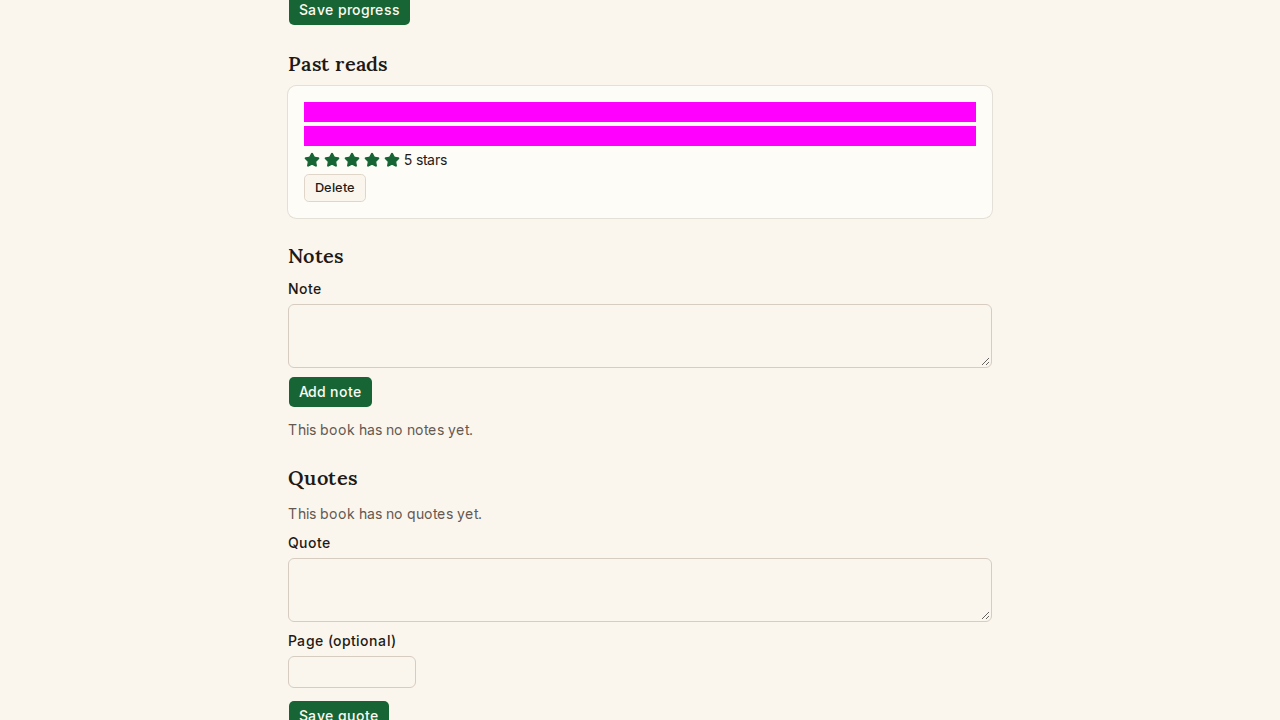 Save progress
Past reads
5 stars
Delete
Notes
Note
Add note
This book has no notes yet.
Quotes
This book has no quotes yet.
Quote
Page (optional)
Save quote